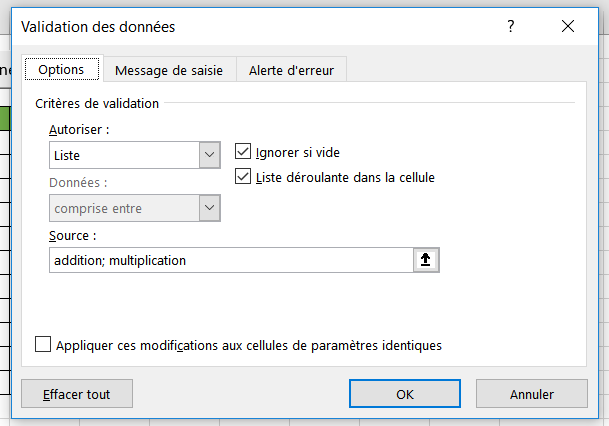 Validation des données
?
Options
Message de saisie
Alerte d'erreur
Critères de validation
Autoriser :
Liste
Ignorer si vide
Données :
Liste déroulante dans la cellule
comprise entre
Source :
addition; multiplication
Appliquer ces modifications aux cellules de paramètres identiques
Effacer tout
OK
Annuler